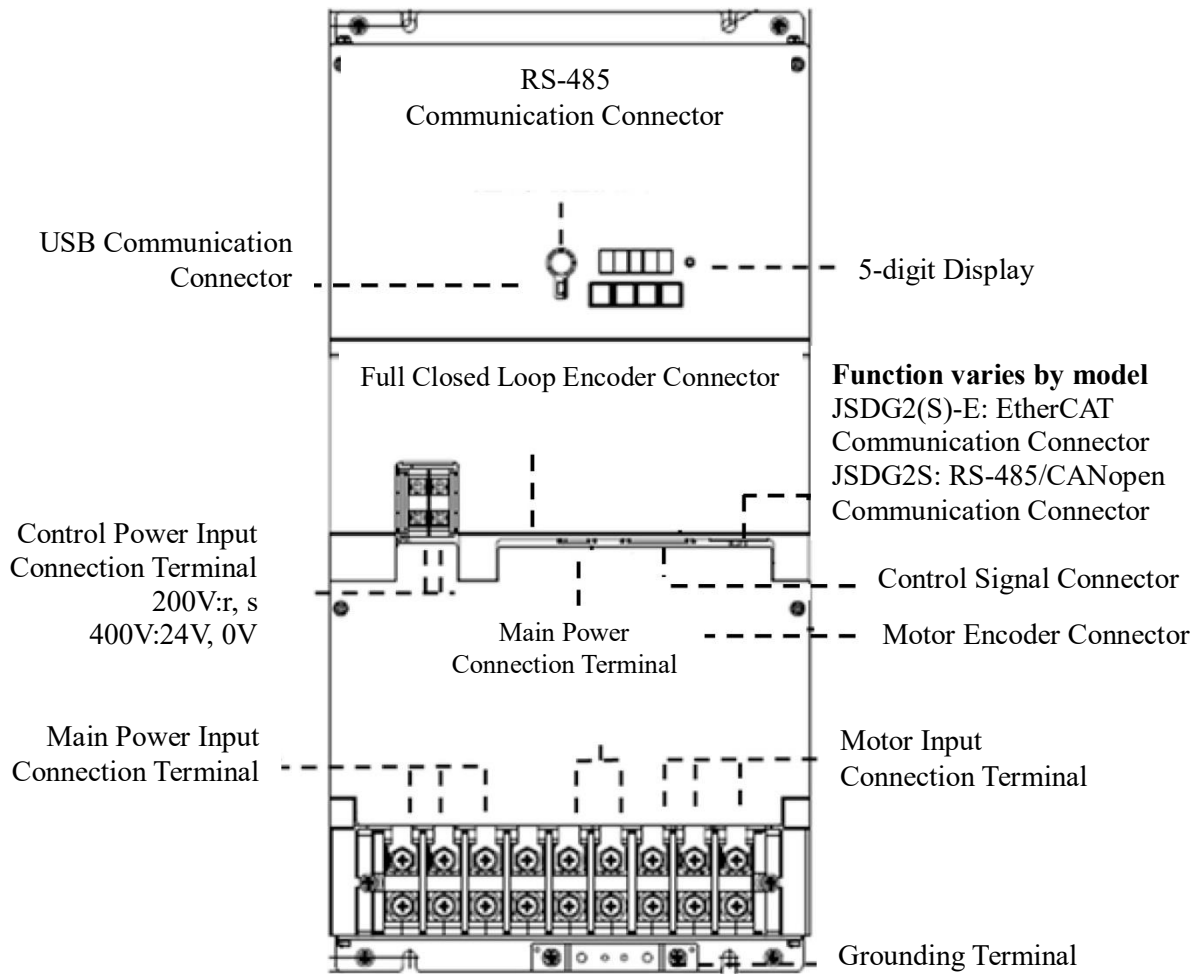 RS-485
Communication Connector
USB Communication
Connector
5-digit Display
Full Closed Loop Encoder Connector
Function varies by model
JSDG2(S)-E: EtherCAT
Communication Connector
JSDG2S: RS-485/CANopen
Communication Connector
Control Power Input
Connection Terminal
200V:r, s
400V:24V, 0V
Control Signal Connector
Main Power
Connection Terminal
Motor Encoder Connector
Main Power Input
Connection Terminal
Motor Input
Connection Terminal
Grounding Terminal